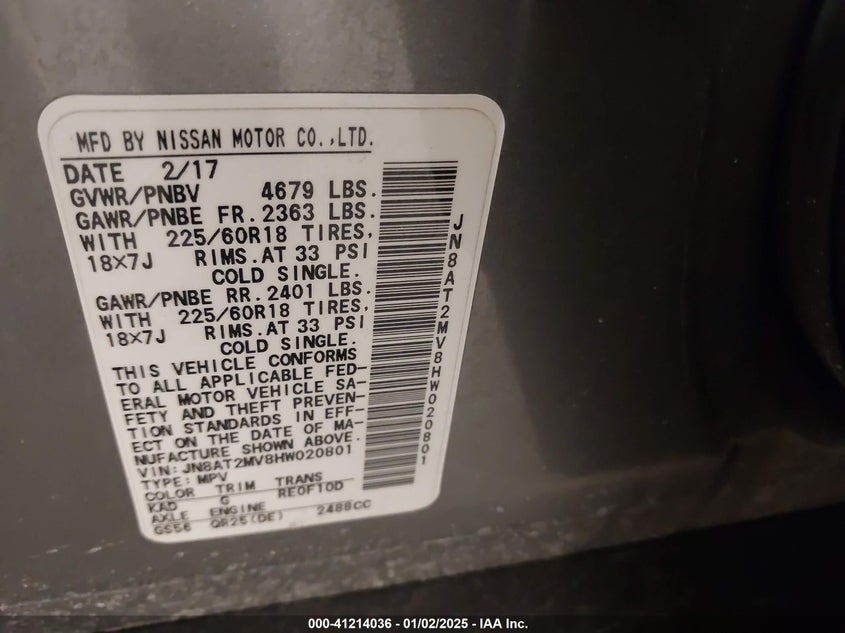 MFD BY NISSAN MOTOR CO.,LTD.
DATE 2/17
GVWR/PNBV 4679 LBS.
GAWR/PNBE FR. 2363 LBS.
WITH 225/60R18 TIRES,
18×7J RIMS.AT 33 PSI
COLD SINGLE.
GAWR/PNBE RR. 2401 LBS.
WITH 225/60R18 TIRES,
18×7J RIMS.AT 33 PSI
COLD SINGLE.
THIS VEHICLE CONFORMS
TO ALL APPLICABLE FED-
ERAL MOTOR VEHICLE SA-
FETY AND THEFT PREVEN-
TION STANDARDS IN EFF-
ECT ON THE DATE OF MA-
NUFACTURE SHOWN ABOVE.
VIN: JN8AT2MV8HW020801
TYPE: MPV
COLOR TRIM TRANS
KAD G RE0F10D
AXLE ENGINE
GS56 QR25(DE) 2488CC
JN8AT2MV8HW020801
000-41214036 - 01/02/2025 - IAA Inc.